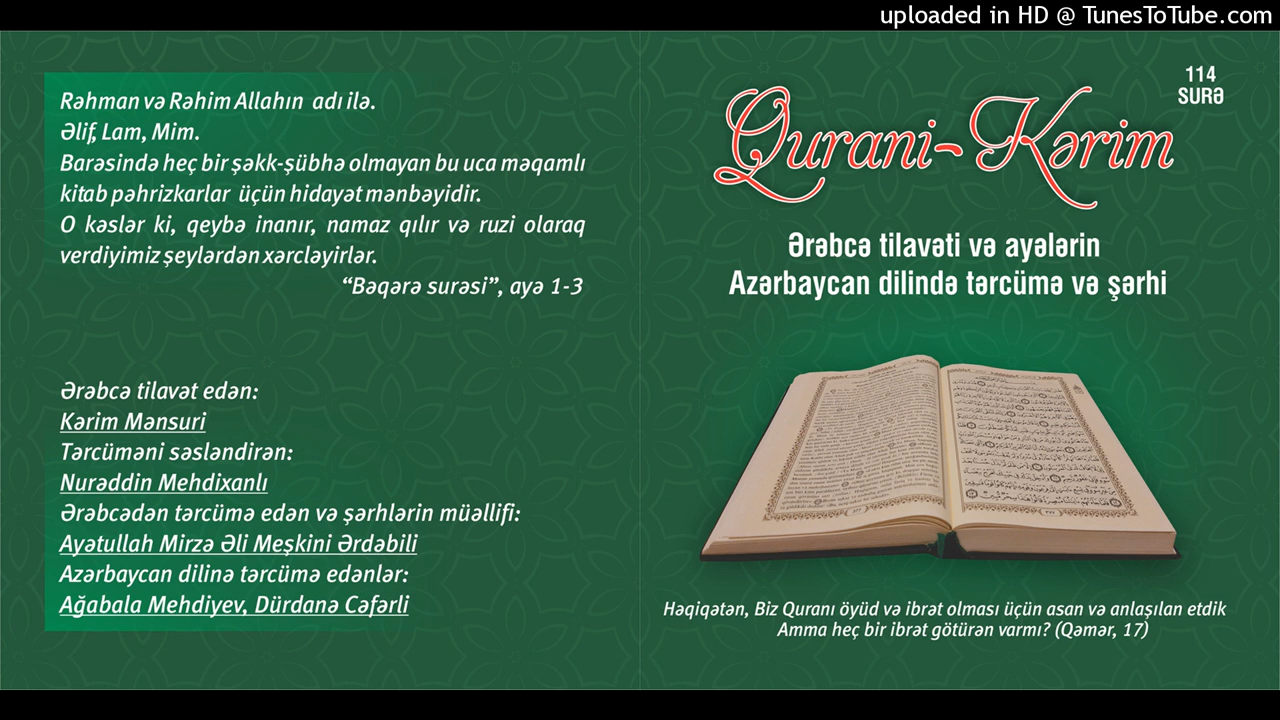 uploaded in HD @ TunesToTube.com
Rəhman və Rəhim Allahın adı ilə.
Əlif, Lam, Mim.
Barəsində heç bir şəkk-şübhə olmayan bu uca məqamlı
kitab pəhrizkarlar üçün hidayət mənbəyidir.
O kəslər ki, qeybə inanır, namaz qılır və ruzi olaraq
verdiyimiz şeylərdən xərcləyirlər.
“Bəqərə surəsi”, ayə 1-3
Ərəbcə tilavət edən:
Kərim Mənsuri
Tərcüməni səsləndirən:
Nurəddin Mehdixanlı
Ərəbcədən tərcümə edən və şərhlərin müəllifi:
Ayətullah Mirzə Əli Meşkini Ərdəbili
Azərbaycan dilinə tərcümə edənlər:
Ağabala Mehdiyev, Dürdanə Cəfərli
114
SURƏ
Qurani-Kərim
Ərəbcə tilavəti və ayələrin
Azərbaycan dilində tərcümə və şərhi
Həqiqətən, Biz Quranı öyüd və ibrət olması üçün asan və anlaşılan etdik
Amma heç bir ibrət götürən varmı? (Qəmər, 17)